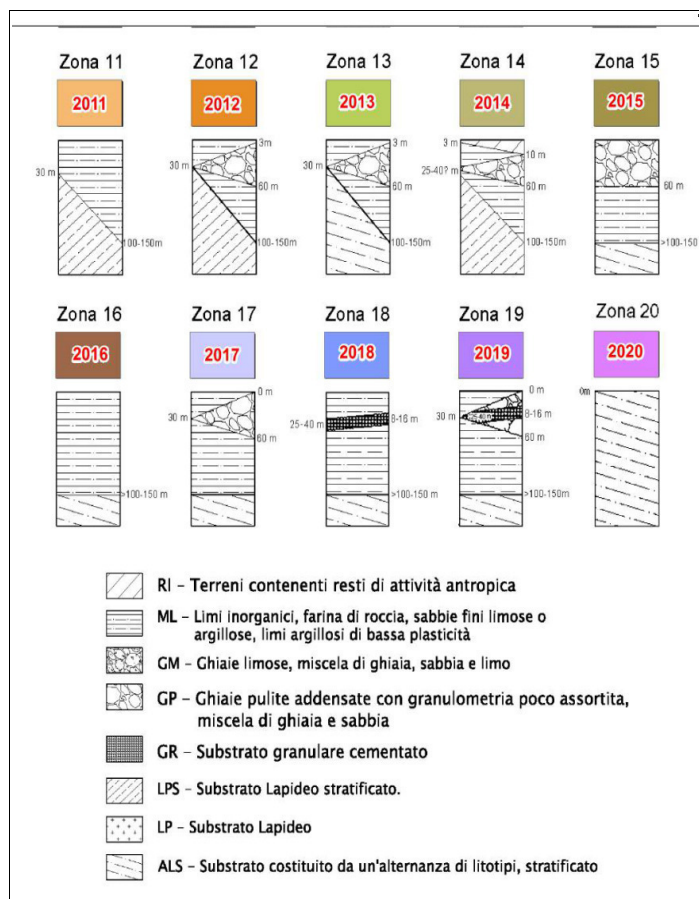 Zona 11 Zona 12 Zona 13 Zona 14 Zona 15
2011 2012 2013 2014 2015
30 m 100-150m
30 m 3m 60 m 100-150m
30 m 3m 60 m 100-150m
3 m 25-40? m 10 m 60 m 100-150m
60 m >100-150m
Zona 16 Zona 17 Zona 18 Zona 19 Zona 20
2016 2017 2018 2019 2020
>100-150 m
30 m 0 m 60 m >100-150 m
25-40 m 8-16 m >100-150m
30 m 25-40 m 0 m 8-16 m 60 m >100-150m
0m
RI – Terreni contenenti resti di attività antropica
ML – Limi inorganici, farina di roccia, sabbie fini limose o
argillose, limi argillosi di bassa plasticità
GM – Ghiaie limose, miscela di ghiaia, sabbia e limo
GP – Ghiaie pulite addensate con granulometria poco assortita,
miscela di ghiaia e sabbia
GR – Substrato granulare cementato
LPS – Substrato Lapideo stratificato.
LP – Substrato Lapideo
ALS – Substrato costituito da un'alternanza di litotipi, stratificato